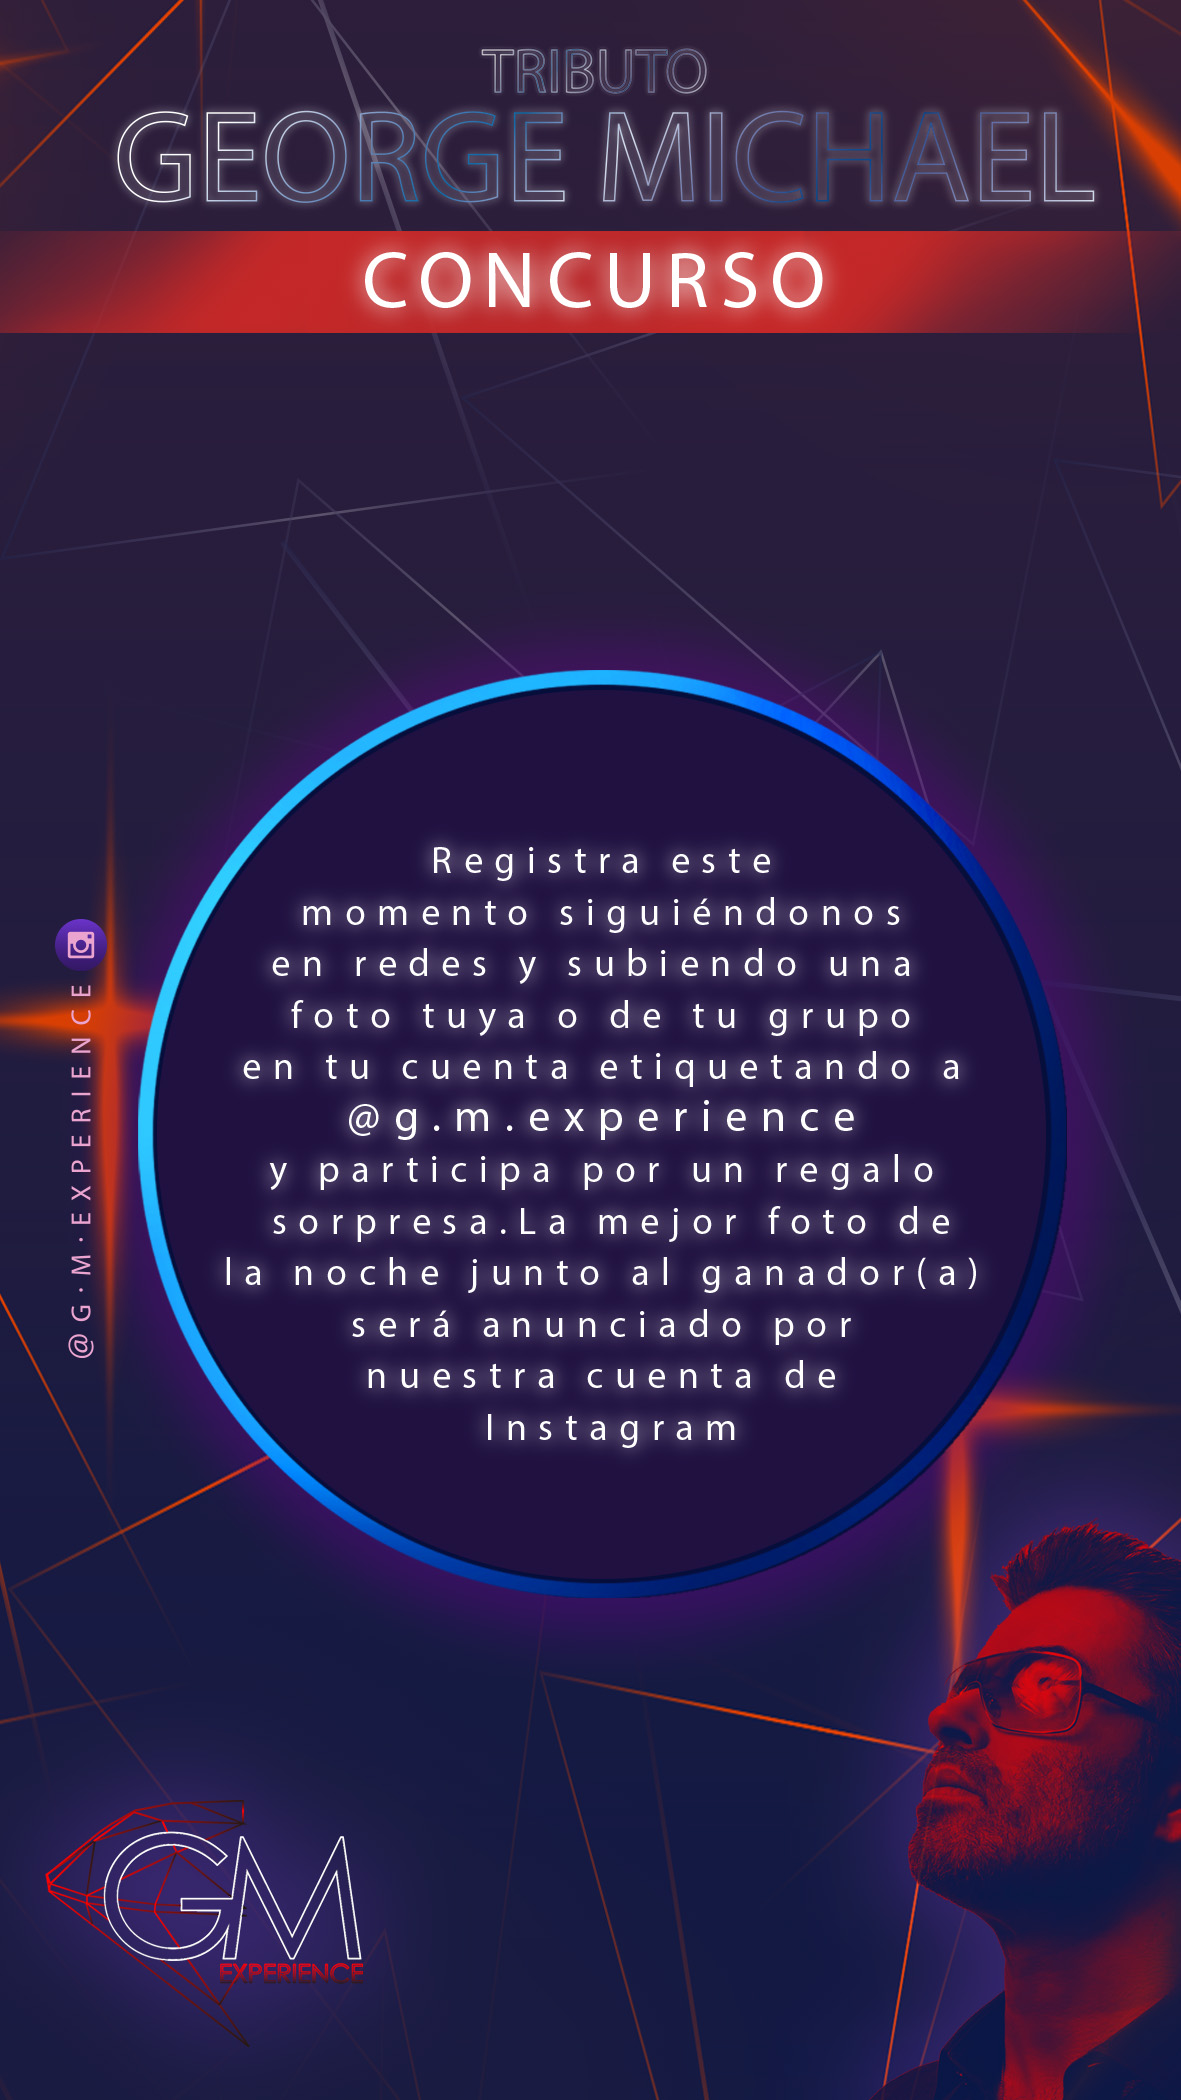 TRIBUTO
GEORGE MICHAEL
CONCURSO
Registra este
momento siguiéndonos
en redes y subiendo una
foto tuya o de tu grupo
en tu cuenta etiquetando a
@g.m.experience
y participa por un regalo
sorpresa.La mejor foto de
la noche junto al ganador(a)
será anunciado por
nuestra cuenta de
Instagram
@G·M·EXPERIENCE
GM
EXPERIENCE